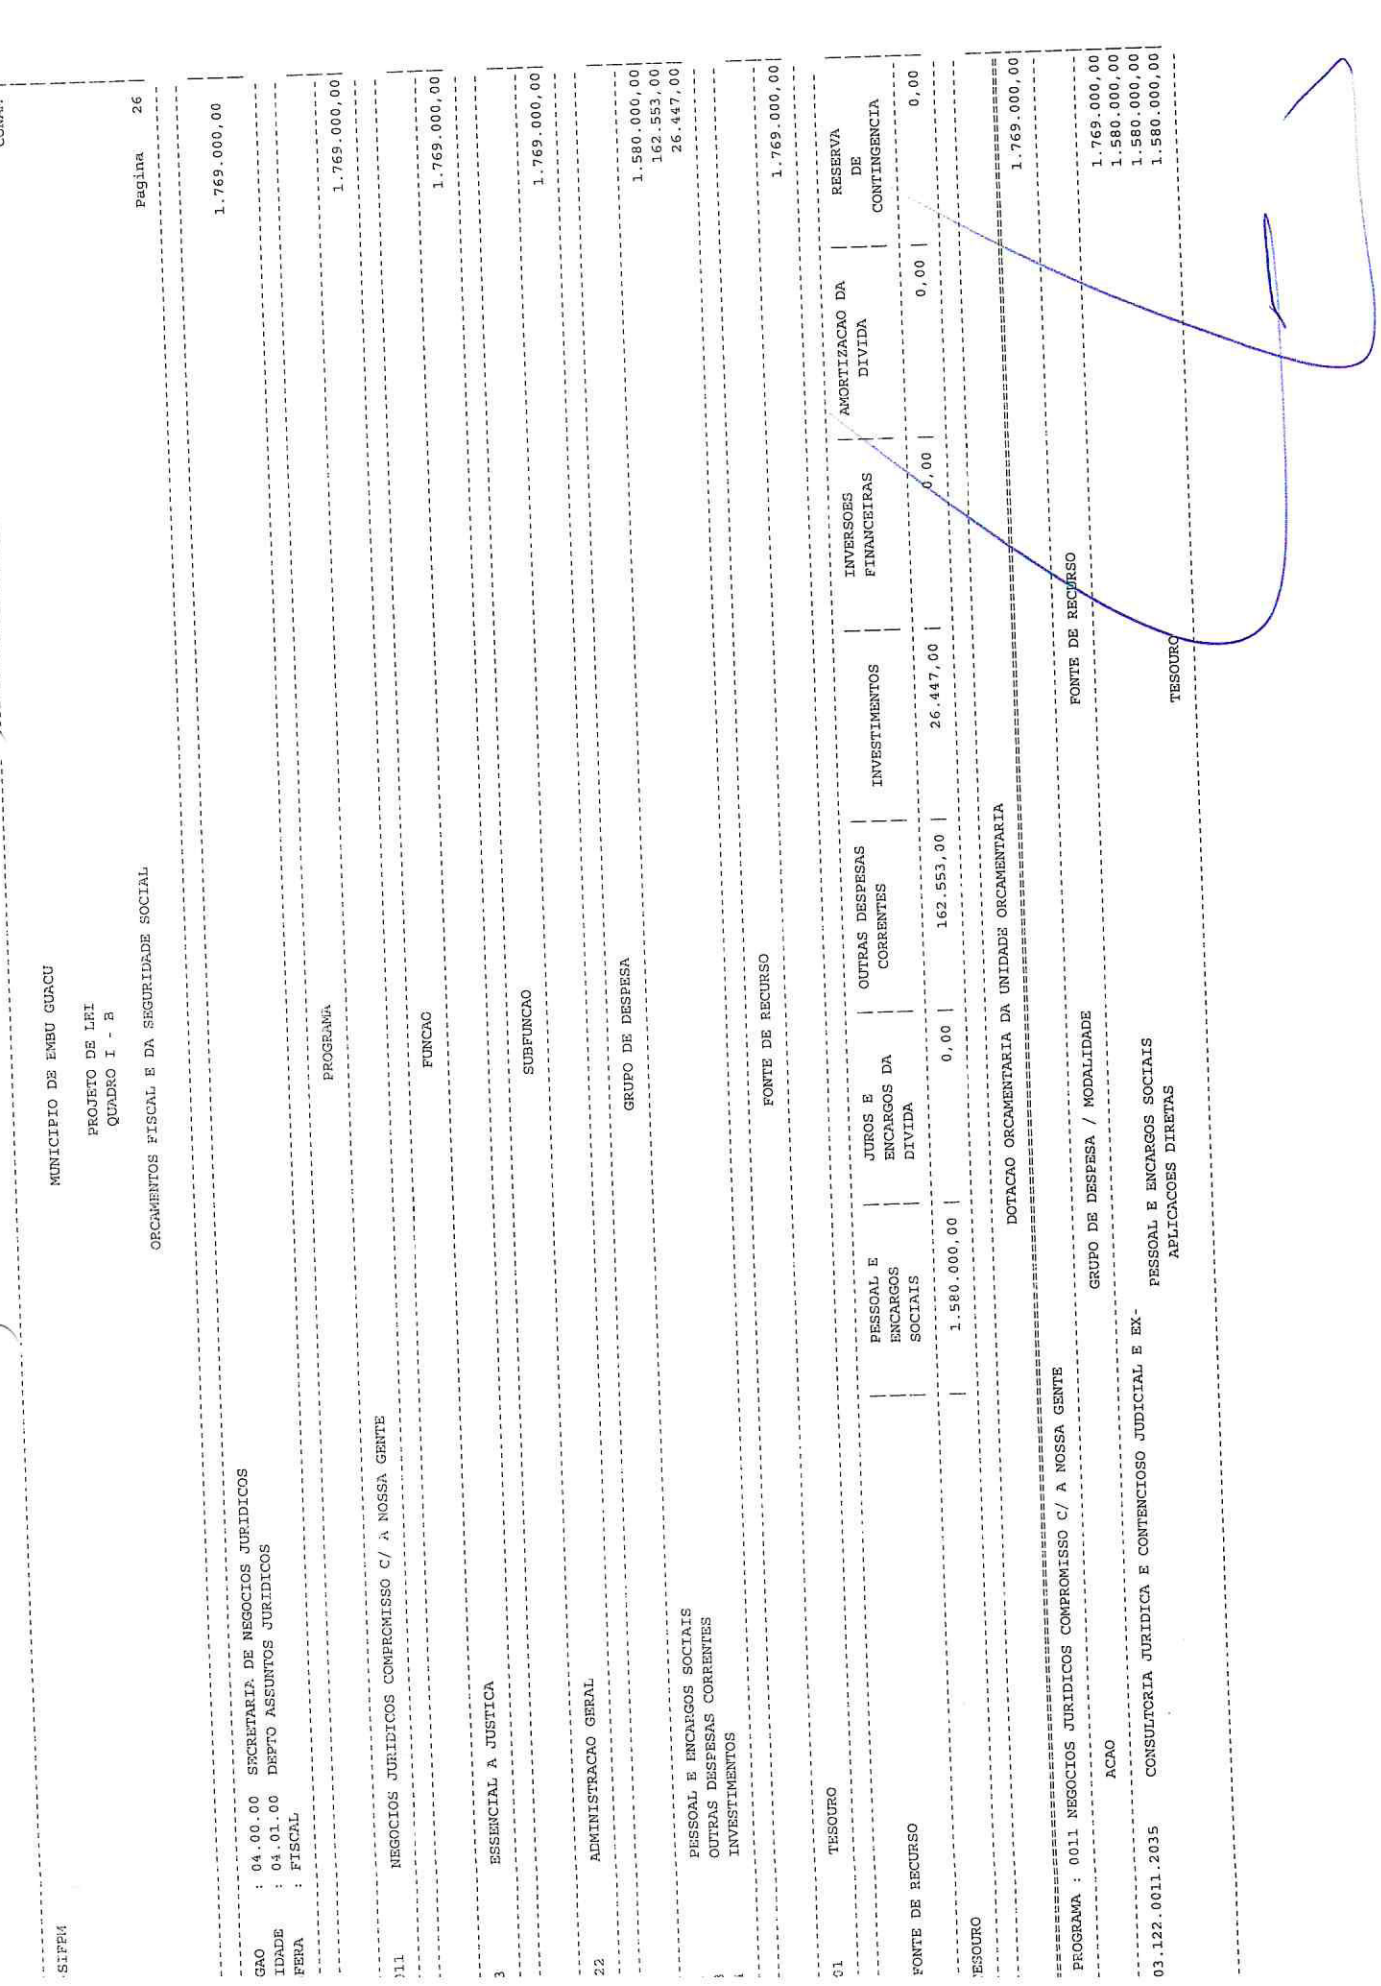 MUNICIPIO DE EMBU GUACU
-SIFPM
PROJETO DE LEI
QUADRO I - B
ORCAMENTOS FISCAL E DA SEGURIDADE SOCIAL Pagina 26
1.769.000,00
GAO : 04.00.00 SECRETARIA DE NEGOCIOS JURIDICOS
IDADE : 04.01.00 DEPTO ASSUNTOS JURIDICOS
FERA : FISCAL
PROGRAMA 1.769.000,00
011 NEGOCIOS JURIDICOS COMPROMISSO C/ A NOSSA GENTE
FUNCAO 1.769.000,00
3 ESSENCIAL A JUSTICA
SUBFUNCAO 1.769.000,00
22 ADMINISTRACAO GERAL
GRUPO DE DESPESA
PESSOAL E ENCARGOS SOCIAIS 1.580.000,00|
OUTRAS DESPESAS CORRENTES 162.553,00|
INVESTIMENTOS 26.447,00|
FONTE DE RECURSO
01 TESOURO 1.769.000,00|
FONTE DE RECURSO | PESSOAL E | JUROS E | OUTRAS DESPESAS | INVESTIMENTOS | INVERSOES | AMORTIZACAO DA | RESERVA |
| ENCARGOS | ENCARGOS DA | CORRENTES | | FINANCEIRAS | DIVIDA | DE |
| SOCIAIS | DIVIDA | | | | | CONTINGENCIA |
TESOURO | 1.580.000,00 | 0,00 | 162.553,00 | 26.447,00 | 0,00 | 0,00 | 0,00 |
DOTACAO ORCAMENTARIA DA UNIDADE ORCAMENTARIA 1.769.000,00|
PROGRAMA : 0011 NEGOCIOS JURIDICOS COMPROMISSO C/ A NOSSA GENTE
ACAO GRUPO DE DESPESA / MODALIDADE FONTE DE RECURSO
1.769.000,00|
03.122.0011.2035 CONSULTORIA JURIDICA E CONTENCIOSO JUDICIAL E EX- 1.580.000,00|
PESSOAL E ENCARGOS SOCIAIS 1.580.000,00|
APLICACOES DIRETAS TESOURO 1.580.000,00|